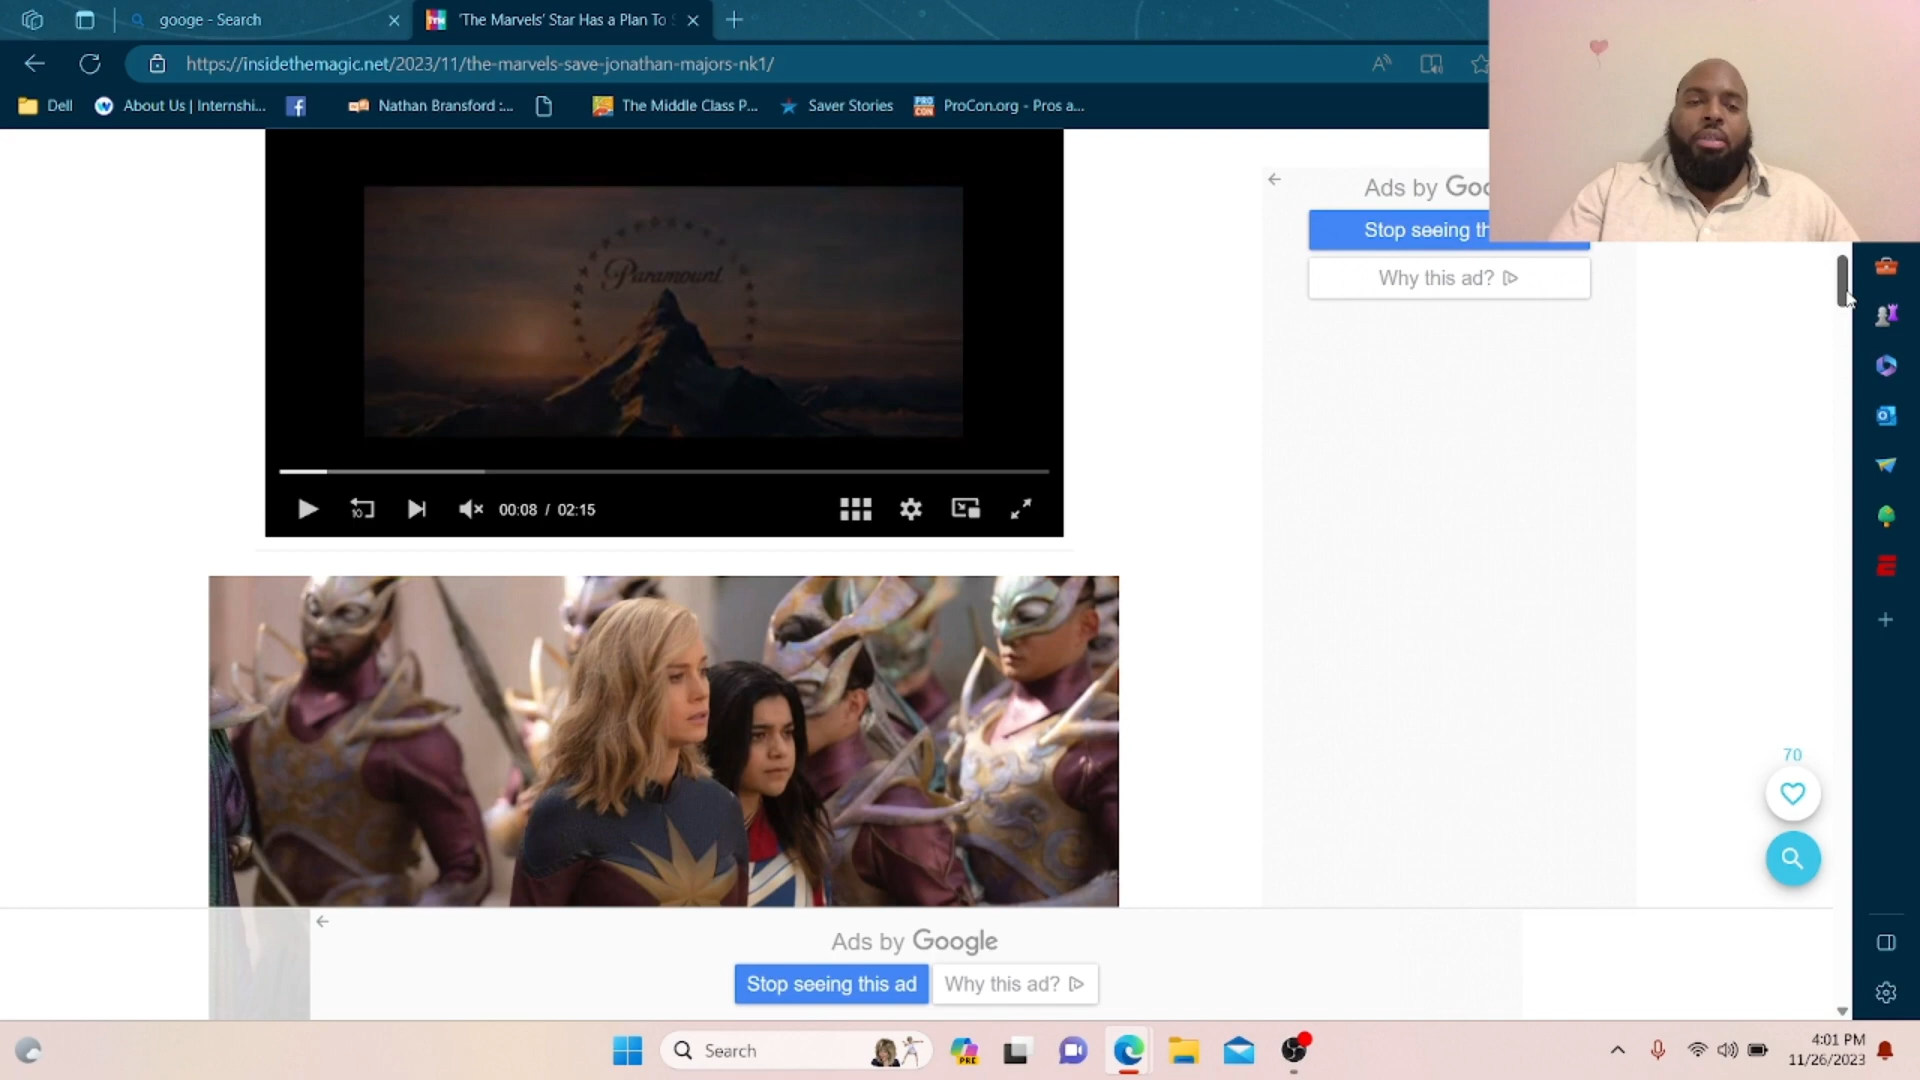 googe - Search
'The Marvels' Star Has a Plan To
https://insidethemagic.net/2023/11/the-marvels-save-jonathan-majors-nk1/
Dell
About Us | Internshi...
Nathan Bransford :...
The Middle Class P...
Saver Stories
ProCon.org - Pros a...
Ads by Goo
Stop seeing th
Why this ad?
Paramount
10
00:08 / 02:15
70
Ads by Google
Stop seeing this ad
Why this ad?
Search
PRE
4:01 PM
11/26/2023